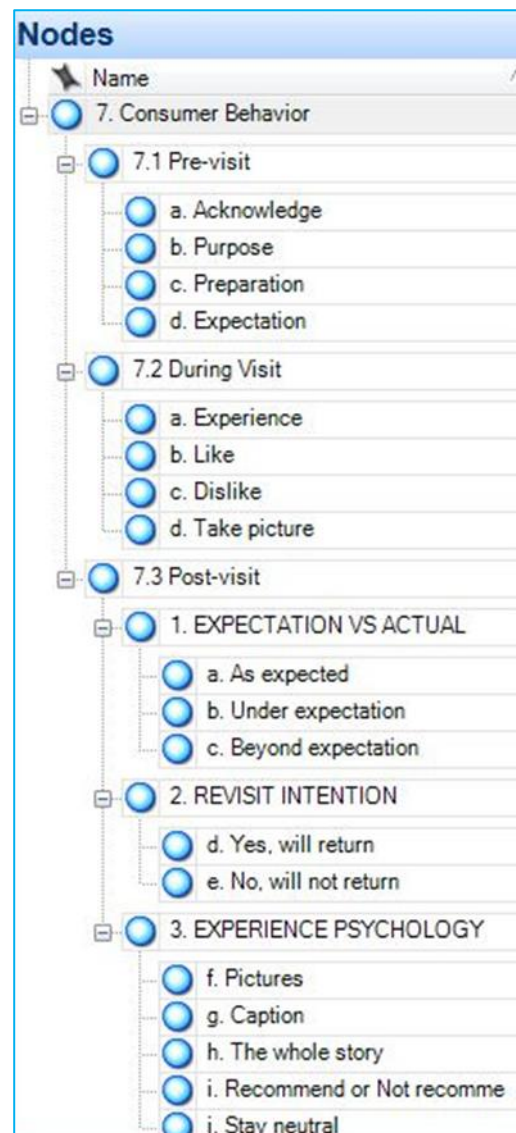 Nodes
Name
7. Consumer Behavior
7.1 Pre-visit
a. Acknowledge
b. Purpose
c. Preparation
d. Expectation
7.2 During Visit
a. Experience
b. Like
c. Dislike
d. Take picture
7.3 Post-visit
1. EXPECTATION VS ACTUAL
a. As expected
b. Under expectation
c. Beyond expectation
2. REVISIT INTENTION
d. Yes, will return
e. No, will not return
3. EXPERIENCE PSYCHOLOGY
f. Pictures
g. Caption
h. The whole story
i. Recommend or Not recomme
j. Stay neutral